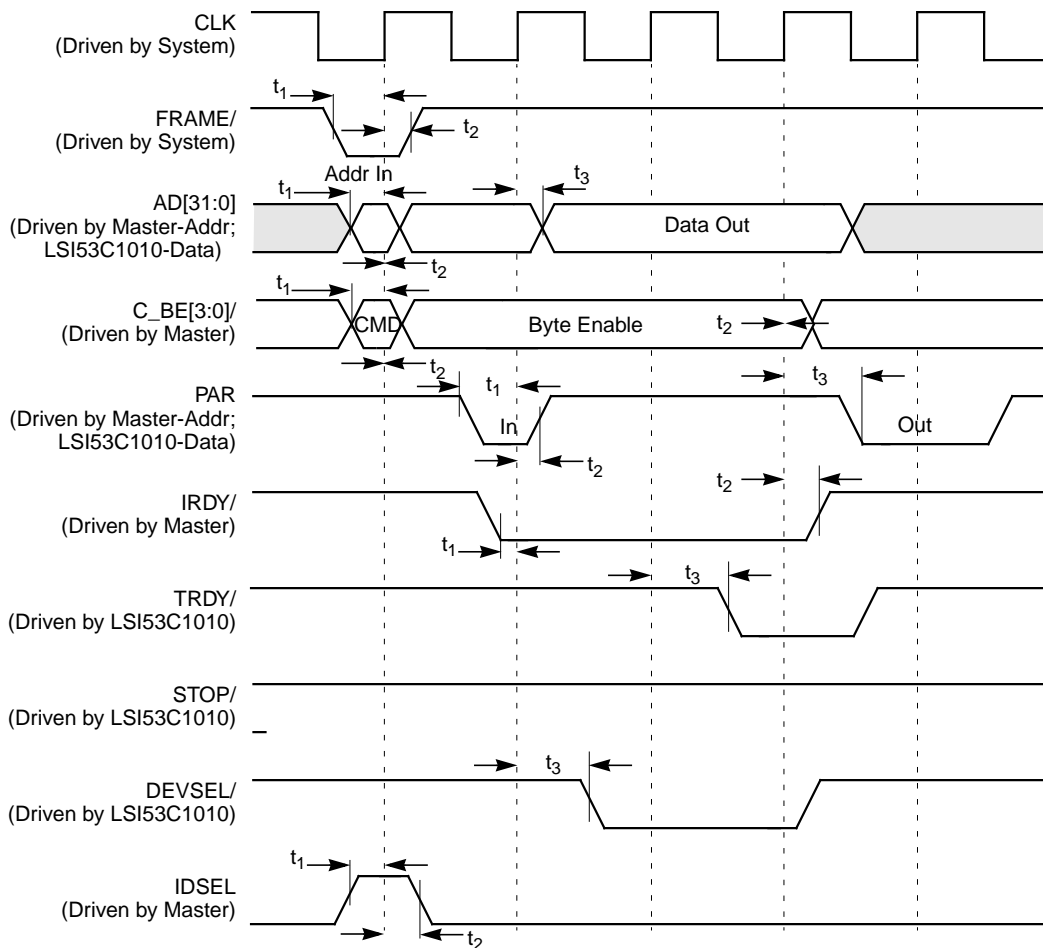 CLK
(Driven by System)
t1
FRAME/
(Driven by System)
t2
Addr In
t1
t3
AD[31:0]
(Driven by Master-Addr;
LSI53C1010-Data)
Data Out
t2
t1
C_BE[3:0]/
(Driven by Master)
CMD
Byte Enable
t2
t2
t1
t3
PAR
(Driven by Master-Addr;
LSI53C1010-Data)
In
Out
t2
t2
IRDY/
(Driven by Master)
t1
t3
TRDY/
(Driven by LSI53C1010)
STOP/
(Driven by LSI53C1010)
t3
DEVSEL/
(Driven by LSI53C1010)
t1
IDSEL
(Driven by Master)
t2